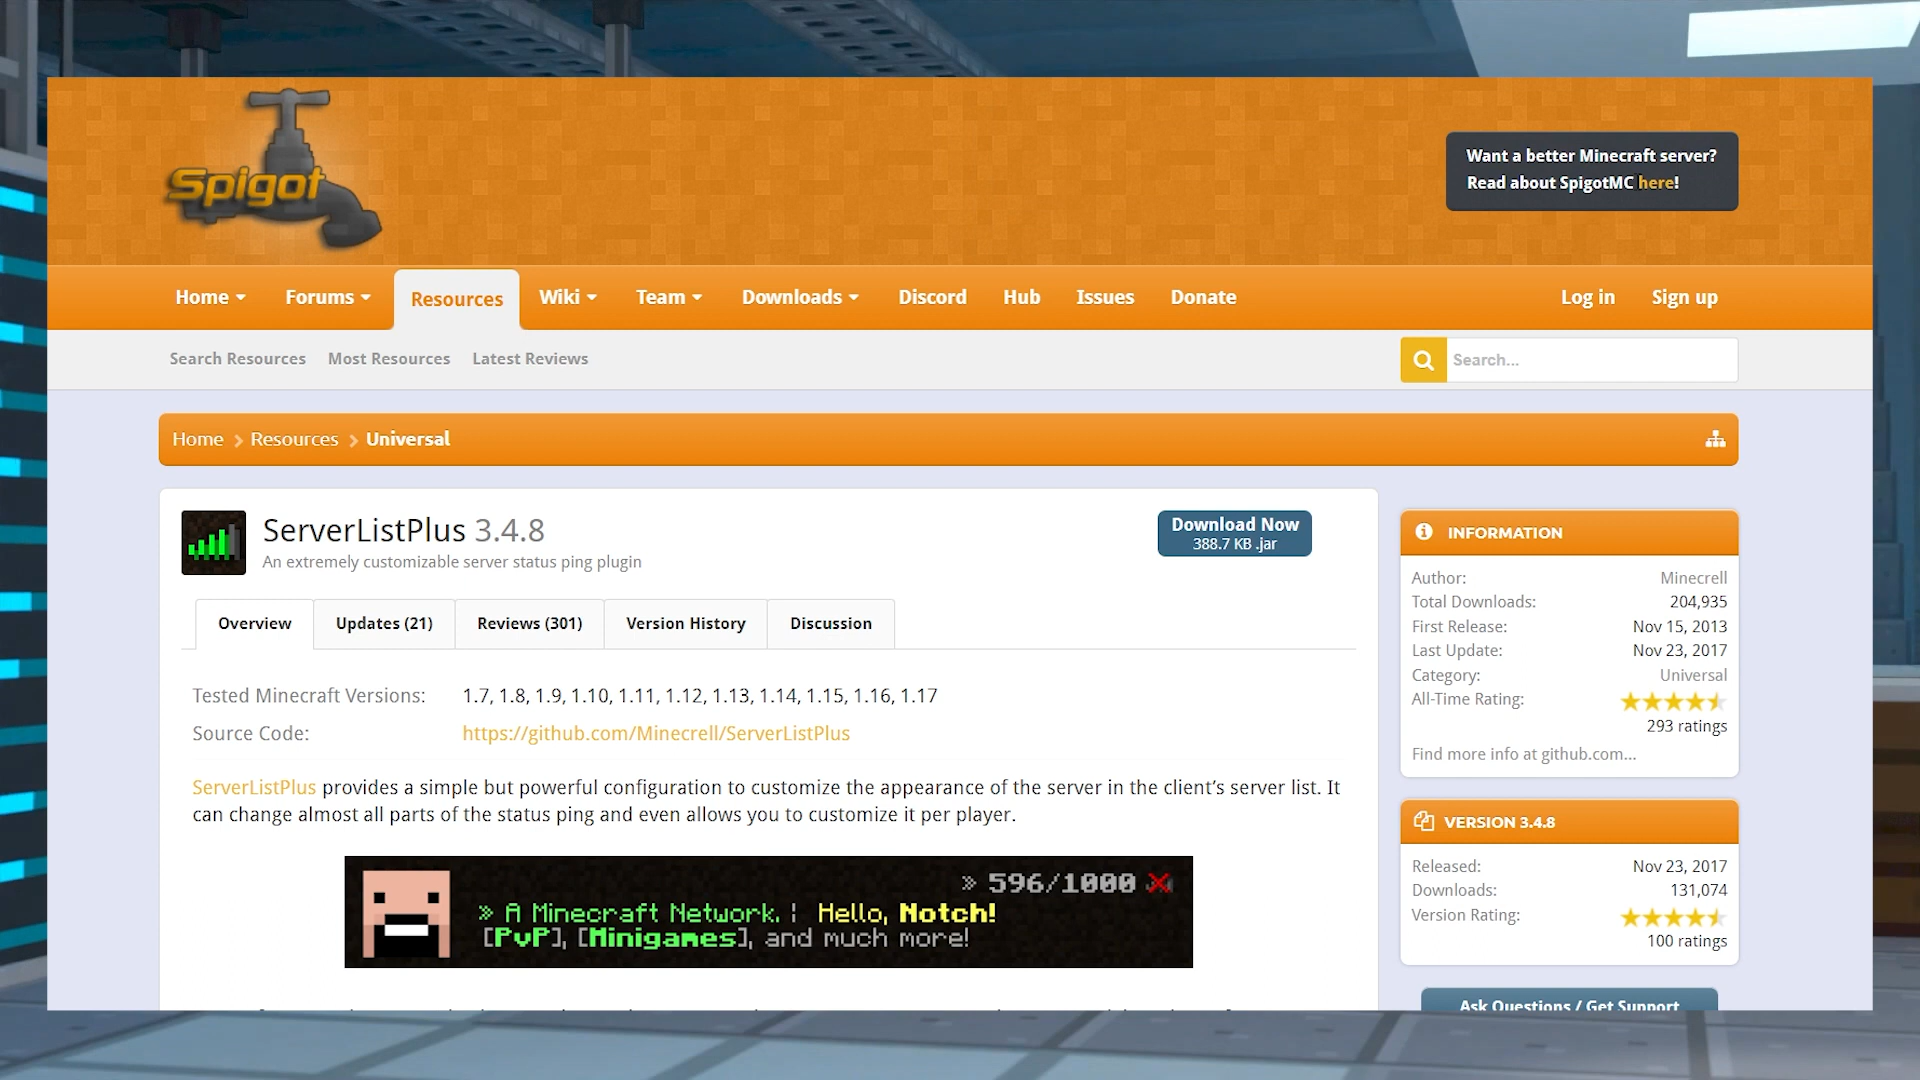 Spigot
Want a better Minecraft server?
Read about SpigotMC here!
Home Forums Resources Wiki Team Downloads Discord Hub Issues Donate Log in Sign up
Search Resources Most Resources Latest Reviews Search...
Home Resources Universal
ServerListPlus 3.4.8
An extremely customizable server status ping plugin
Download Now
388.7 KB .jar
Overview Updates (21) Reviews (301) Version History Discussion
Tested Minecraft Versions: 1.7, 1.8, 1.9, 1.10, 1.11, 1.12, 1.13, 1.14, 1.15, 1.16, 1.17
Source Code: https://github.com/Minecrell/ServerListPlus
ServerListPlus provides a simple but powerful configuration to customize the appearance of the server in the client’s server list. It
can change almost all parts of the status ping and even allows you to customize it per player.
» 596/1000
» A Minecraft Network. ¦ Hello, Notch!
[PvP], [Minigames], and much more!
INFORMATION
Author: Minecrell
Total Downloads: 204,935
First Release: Nov 15, 2013
Last Update: Nov 23, 2017
Category: Universal
All-Time Rating:
293 ratings
Find more info at github.com...
VERSION 3.4.8
Released: Nov 23, 2017
Downloads: 131,074
Version Rating:
100 ratings
Ask Questions / Get Support